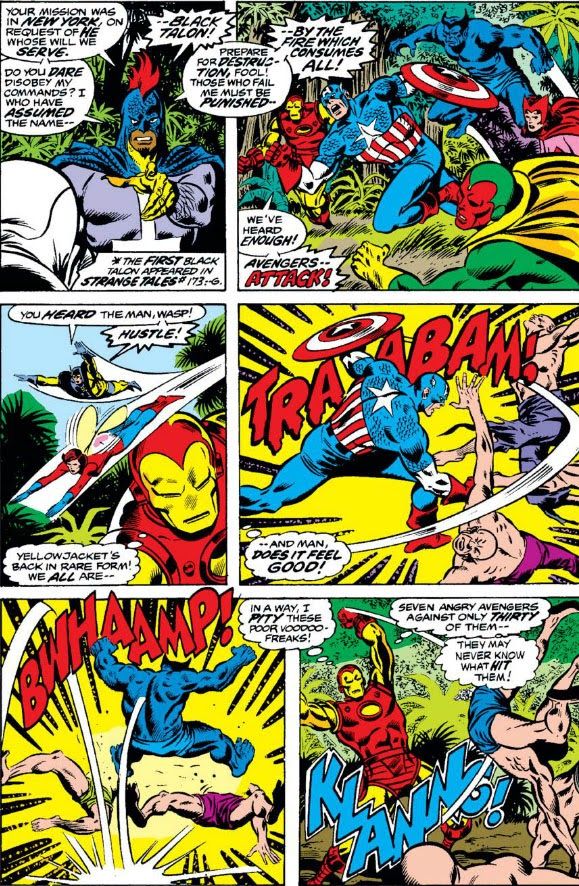 YOUR MISSION WAS
IN NEW YORK, ON
REQUEST OF HE
WHOSE WILL WE
SERVE.
DO YOU DARE
DISOBEY MY
COMMANDS? I
WHO HAVE
ASSUMED
THE NAME--
--BLACK
TALON!
PREPARE
FOR DESTRUC-
TION, FOOL!
THOSE WHO FAIL
ME MUST BE
PUNISHED--
* THE FIRST BLACK
TALON APPEARED IN
STRANGE TALES # 173.--G.
--BY THE
FIRE WHICH
CONSUMES
ALL!
WE'VE
HEARD
ENOUGH!
AVENGERS--
ATTACK!
YOU HEARD THE MAN, WASP!
HUSTLE!
YELLOWJACKET'S
BACK IN RARE FORM!
WE ALL ARE--
TRAABAM!
--AND MAN,
DOES IT FEEL
GOOD!
BWHAAMP!
IN A WAY, I
PITY THESE
POOR VOODOO-
FREAKS!
SEVEN ANGRY AVENGERS
AGAINST ONLY THIRTY
OF THEM--
THEY MAY
NEVER KNOW
WHAT HIT
THEM!
KLANNNG!